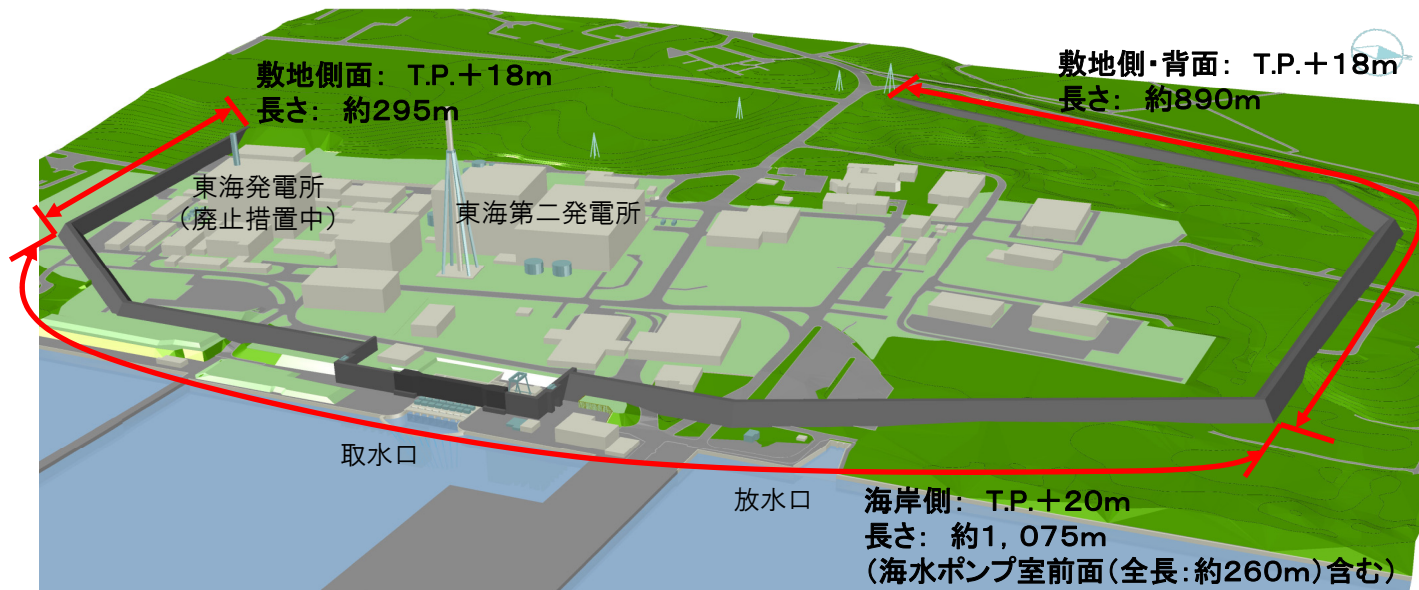 敷地側面: T.P.+18m
長さ: 約295m
敷地側・背面: T.P.+18m
長さ: 約890m
東海発電所
(廃止措置中)
東海第二発電所
取水口
放水口
海岸側: T.P.+20m
長さ: 約1,075m
(海水ポンプ室前面(全長:約260m)含む)